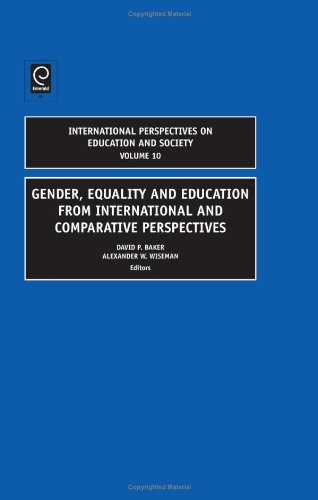 Emerald
INTERNATIONAL PERSPECTIVES ON
EDUCATION AND SOCIETY
VOLUME 10
GENDER, EQUALITY AND EDUCATION
FROM INTERNATIONAL AND
COMPARATIVE PERSPECTIVES
DAVID P. BAKER
ALEXANDER W. WISEMAN
Editors